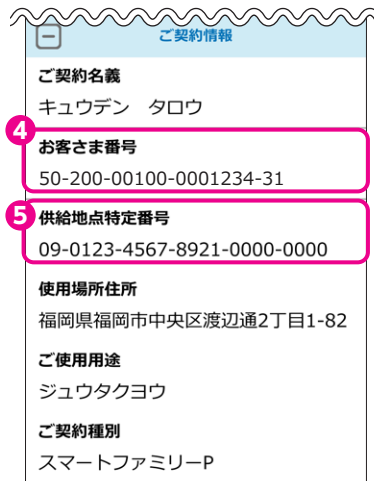 ご契約情報
ご契約名義
キュウデン　タロウ
4
お客さま番号
50-200-00100-0001234-31
5
供給地点特定番号
09-0123-4567-8921-0000-0000
使用場所住所
福岡県福岡市中央区渡辺通2丁目1-82
ご使用用途
ジュウタクヨウ
ご契約種別
スマートファミリーP